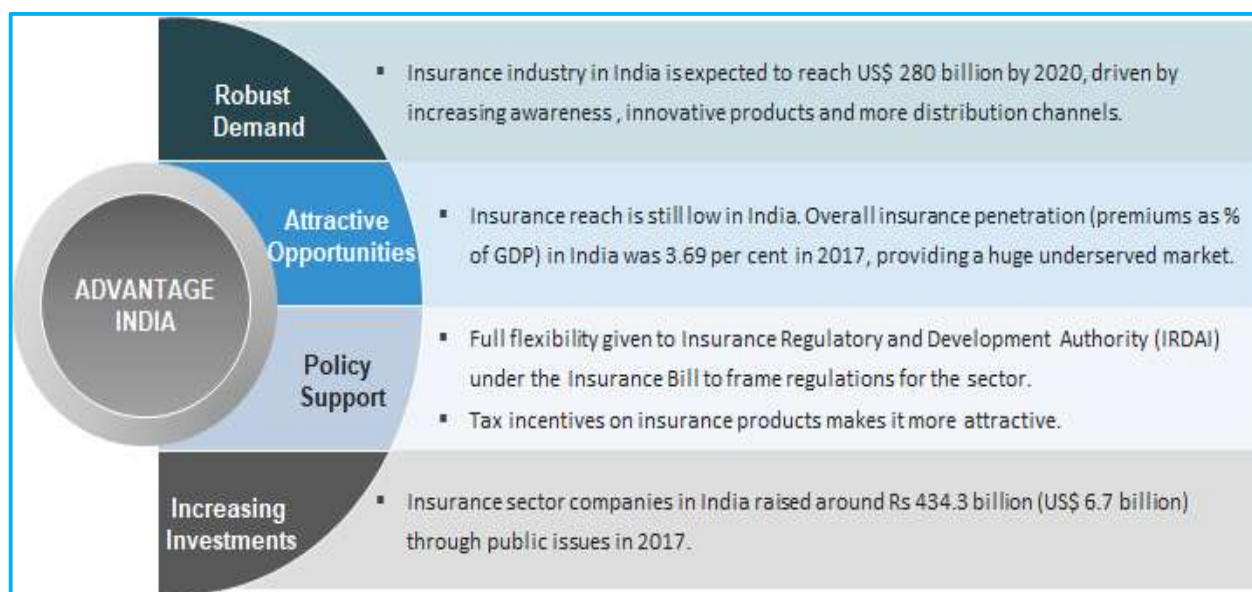 ADVANTAGE
INDIA
Robust
Demand
▪ Insurance industry in India is expected to reach US$ 280 billion by 2020, driven by
increasing awareness , innovative products and more distribution channels.
Attractive
Opportunities
▪ Insurance reach is still low in India. Overall insurance penetration (premiums as %
of GDP) in India was 3.69 per cent in 2017, providing a huge underserved market.
Policy
Support
▪ Full flexibility given to Insurance Regulatory and Development Authority (IRDAI)
under the Insurance Bill to frame regulations for the sector.
▪ Tax incentives on insurance products makes it more attractive.
Increasing
Investments
▪ Insurance sector companies in India raised around Rs 434.3 billion (US$ 6.7 billion)
through public issues in 2017.